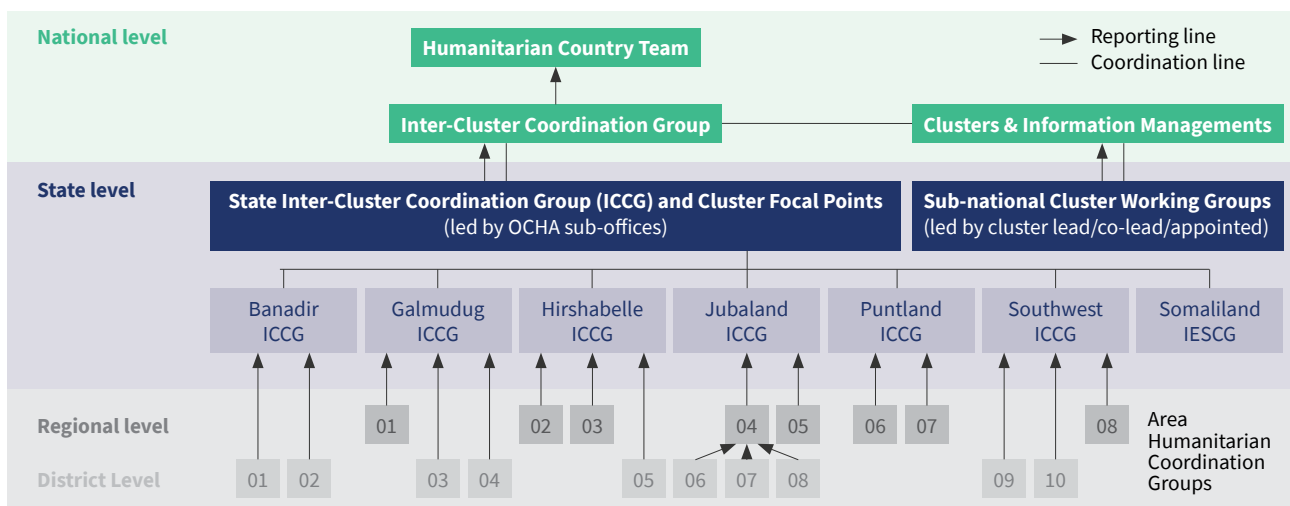 National level
Humanitarian Country Team
Reporting line
Coordination line
Inter-Cluster Coordination Group
Clusters & Information Managements
State level
State Inter-Cluster Coordination Group (ICCG) and Cluster Focal Points
(led by OCHA sub-offices)
Sub-national Cluster Working Groups
(led by cluster lead/co-lead/appointed)
Banadir
ICCG
Galmudug
ICCG
Hirshabelle
ICCG
Jubaland
ICCG
Puntland
ICCG
Southwest
ICCG
Somaliland
IESCG
Regional level
01
02
03
04
05
06
07
08
Area
Humanitarian
Coordination
Groups
District Level
01
02
03
04
05
06
07
08
09
10